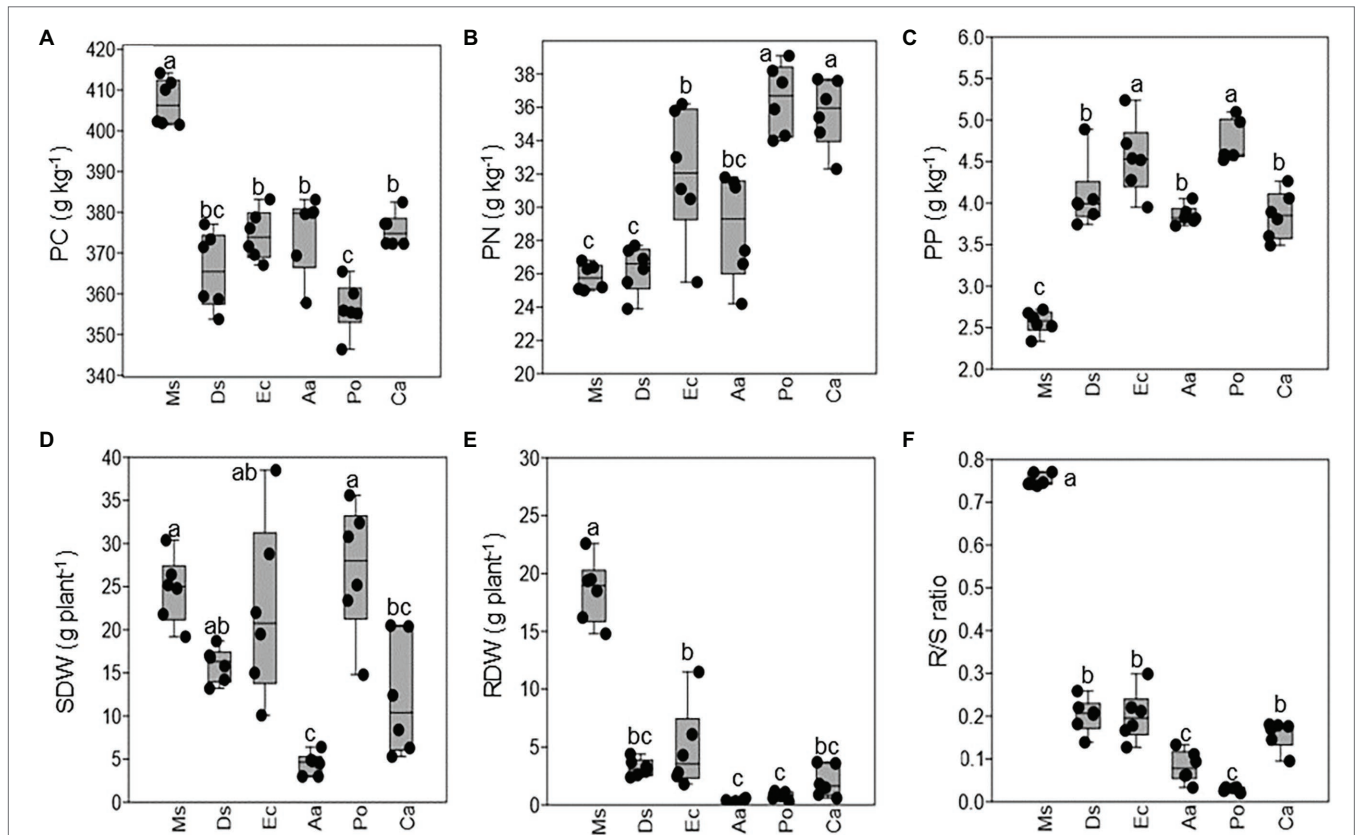 A
PC (g kg⁻¹)
420
410
400
390
380
370
360
350
340
a
bc
b
b
c
b
Ms
Ds
Ec
Aa
Po
Ca
B
PN (g kg⁻¹)
38
36
34
32
30
28
26
24
22
20
c
c
b
bc
a
a
Ms
Ds
Ec
Aa
Po
Ca
C
PP (g kg⁻¹)
6.0
5.5
5.0
4.5
4.0
3.5
3.0
2.5
2.0
c
b
a
b
a
b
Ms
Ds
Ec
Aa
Po
Ca
D
SDW (g plant⁻¹)
40
35
30
25
20
15
10
5
0
a
ab
ab
c
a
bc
Ms
Ds
Ec
Aa
Po
Ca
E
RDW (g plant⁻¹)
30
25
20
15
10
5
0
a
bc
b
c
c
bc
Ms
Ds
Ec
Aa
Po
Ca
F
R/S ratio
0.8
0.7
0.6
0.5
0.4
0.3
0.2
0.1
0.0
a
b
b
c
c
b
Ms
Ds
Ec
Aa
Po
Ca